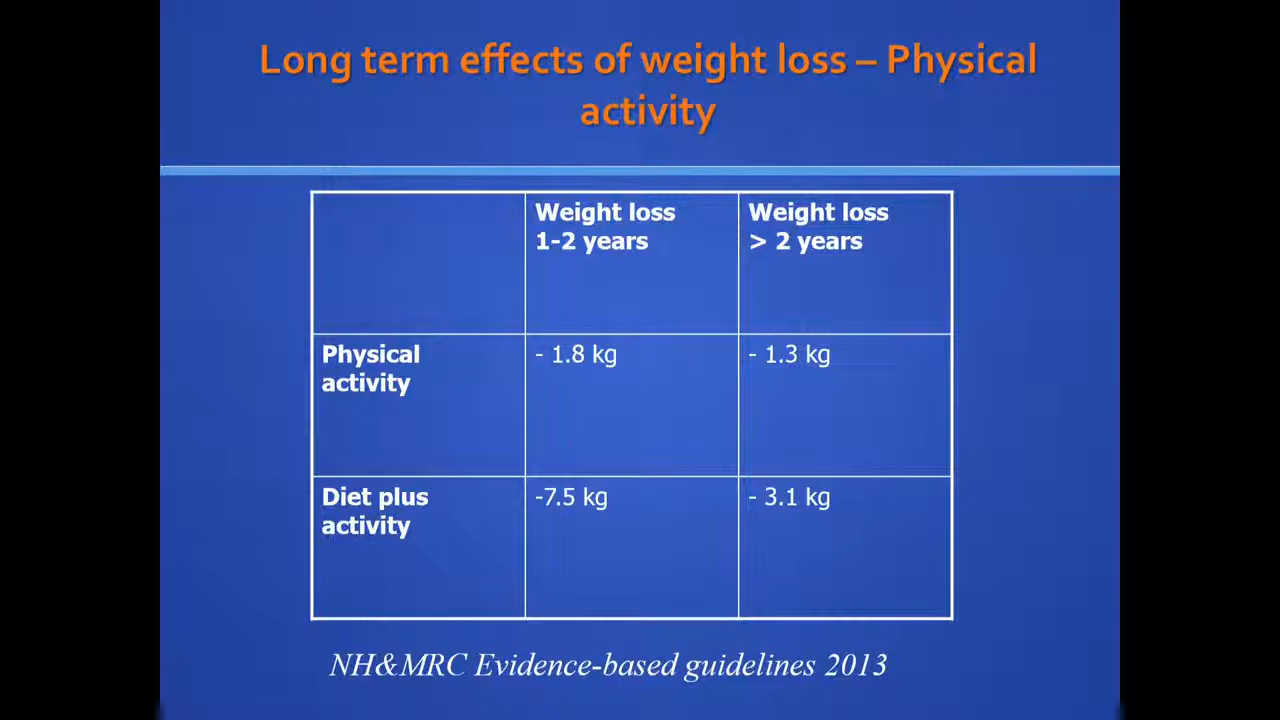 Long term effects of weight loss – Physical
activity
Weight loss
1-2 years
Weight loss
> 2 years
Physical
activity
- 1.8 kg
- 1.3 kg
Diet plus
activity
-7.5 kg
- 3.1 kg
NH&MRC Evidence-based guidelines 2013